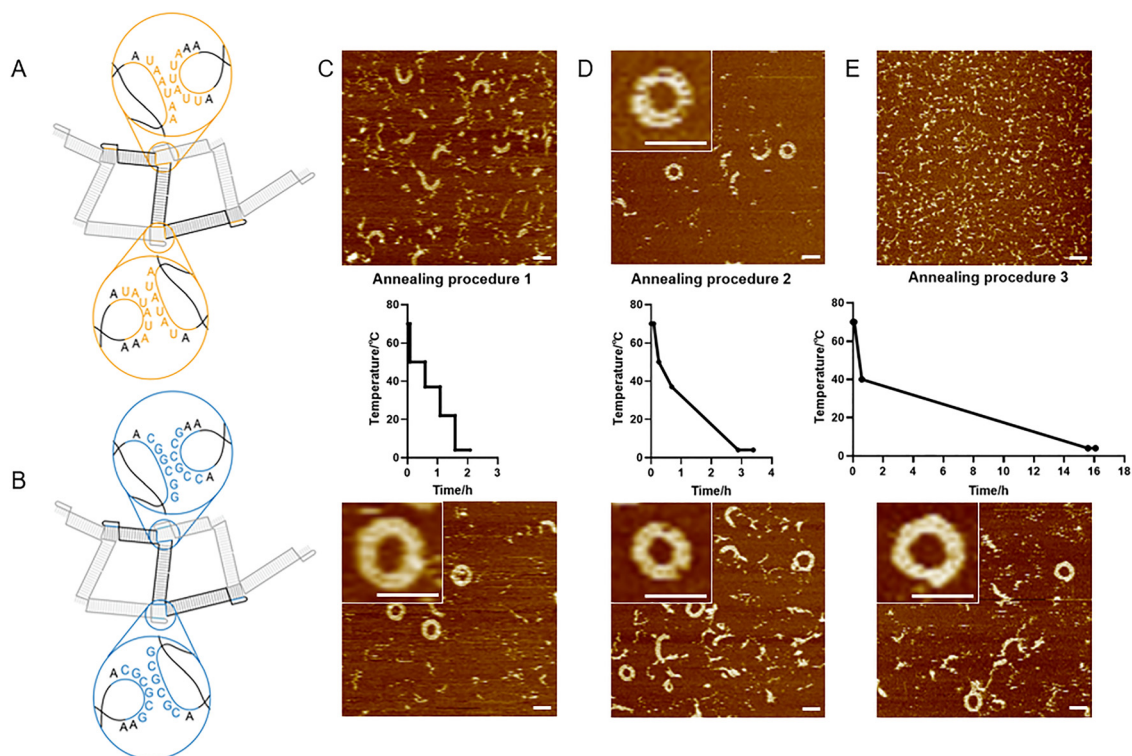 A
B
C
D
E
A
U
A
A
U
A
A
A
U
U
A
U
U
A
A
A
A
U
A
U
A
U
A
A
A
A
U
A
U
A
U
A
A
C
G
G
C
G
G
G
C
C
G
C
C
A
A
A
A
C
G
C
G
C
G
A
A
G
C
G
C
G
C
A
Annealing procedure 1
Annealing procedure 2
Annealing procedure 3
Temperature/°C
80
60
40
20
0
0
1
2
3
Time/h
Temperature/°C
80
60
40
20
0
0
1
2
3
4
Time/h
Temperature/°C
80
60
40
20
0
0
2
4
6
8
10
12
14
16
18
Time/h